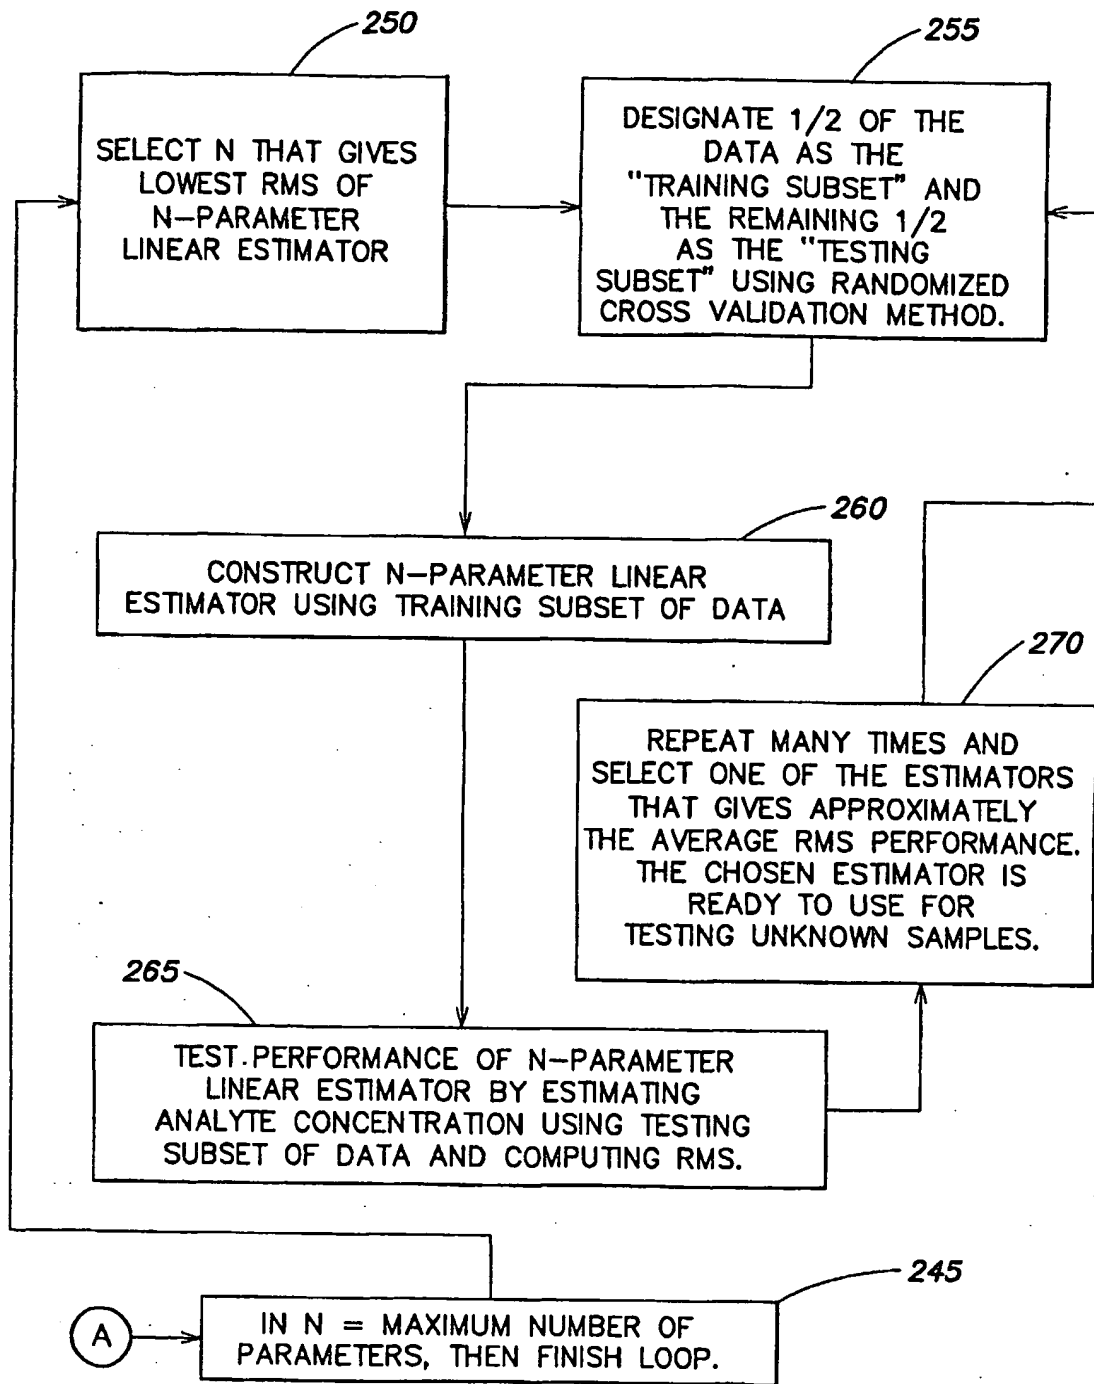 250
SELECT N THAT GIVES
LOWEST RMS OF
N-PARAMETER
LINEAR ESTIMATOR
255
DESIGNATE 1/2 OF THE
DATA AS THE
"TRAINING SUBSET" AND
THE REMAINING 1/2
AS THE "TESTING
SUBSET" USING RANDOMIZED
CROSS VALIDATION METHOD.
260
CONSTRUCT N-PARAMETER LINEAR
ESTIMATOR USING TRAINING SUBSET OF DATA
270
REPEAT MANY TIMES AND
SELECT ONE OF THE ESTIMATORS
THAT GIVES APPROXIMATELY
THE AVERAGE RMS PERFORMANCE.
THE CHOSEN ESTIMATOR IS
READY TO USE FOR
TESTING UNKNOWN SAMPLES.
265
TEST PERFORMANCE OF N-PARAMETER
LINEAR ESTIMATOR BY ESTIMATING
ANALYTE CONCENTRATION USING TESTING
SUBSET OF DATA AND COMPUTING RMS.
245
A
IN N = MAXIMUM NUMBER OF
PARAMETERS, THEN FINISH LOOP.